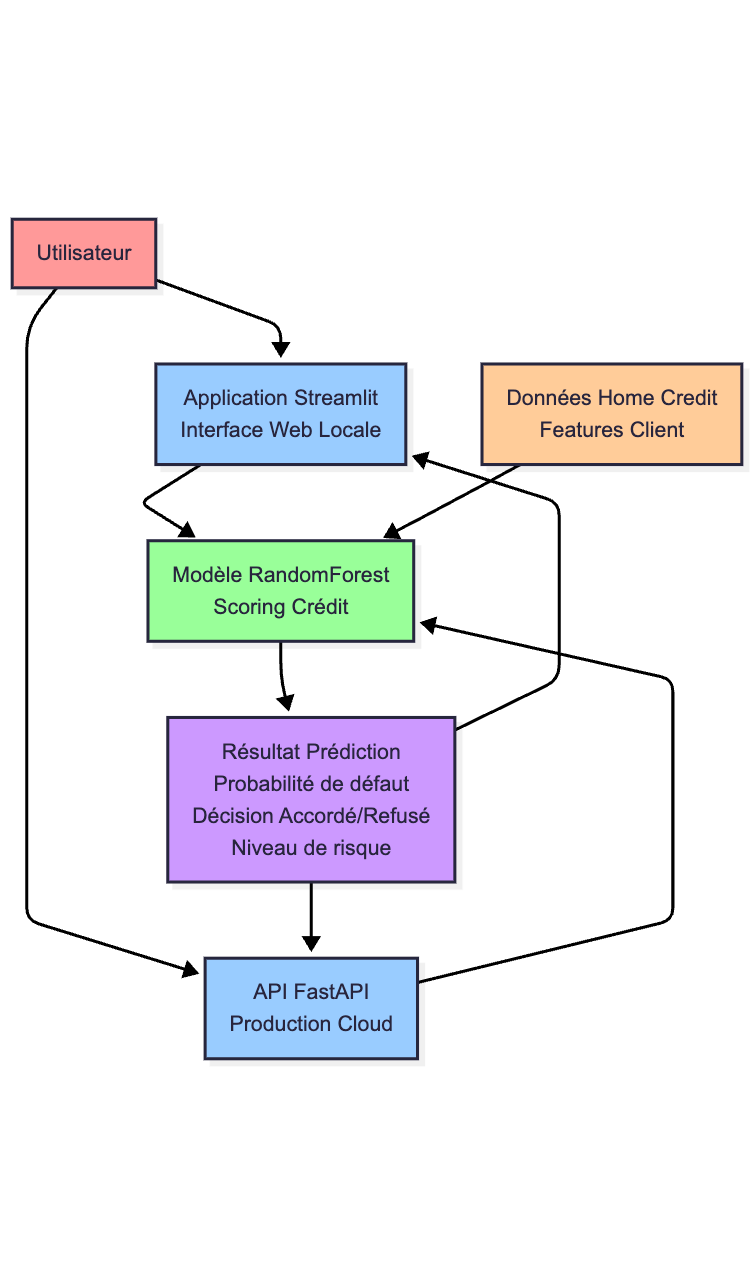 Utilisateur
Application Streamlit
Interface Web Locale
Données Home Credit
Features Client
Modèle RandomForest
Scoring Crédit
Résultat Prédiction
Probabilité de défaut
Décision Accordé/Refusé
Niveau de risque
API FastAPI
Production Cloud